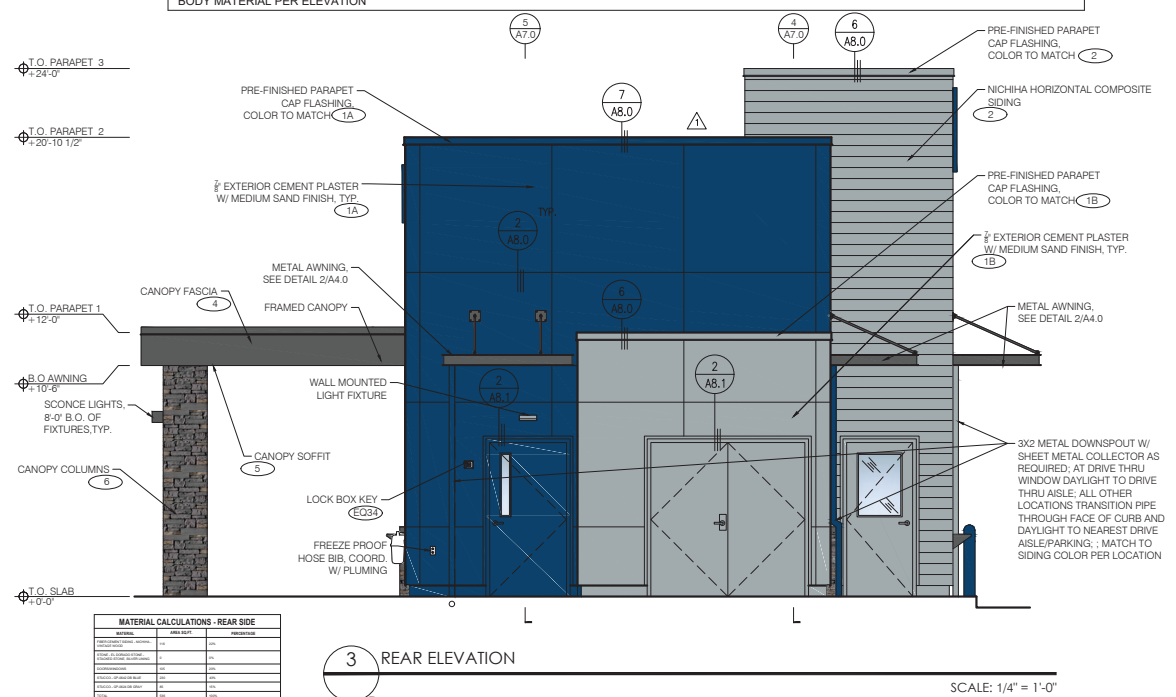 BODY MATERIAL PER ELEVATION
5
A7.0
4
A7.0
6
A8.0
PRE-FINISHED PARAPET
CAP FLASHING,
COLOR TO MATCH 2
T.O. PARAPET 3
+24'-0"
PRE-FINISHED PARAPET
CAP FLASHING,
COLOR TO MATCH 1A
7
A8.0
1
NICHIHA HORIZONTAL COMPOSITE
SIDING
2
T.O. PARAPET 2
+20'-10 1/2"
7/8" EXTERIOR CEMENT PLASTER
W/ MEDIUM SAND FINISH, TYP.
1A
TYP.
2
A8.0
PRE-FINISHED PARAPET
CAP FLASHING,
COLOR TO MATCH 1B
7/8" EXTERIOR CEMENT PLASTER
W/ MEDIUM SAND FINISH, TYP.
1B
METAL AWNING,
SEE DETAIL 2/A4.0
CANOPY FASCIA
4
FRAMED CANOPY
6
A8.0
T.O. PARAPET 1
+12'-0"
METAL AWNING,
SEE DETAIL 2/A4.0
B.O AWNING
+10'-6"
WALL MOUNTED
LIGHT FIXTURE
2
A8.1
2
A8.1
SCONCE LIGHTS,
8'-0" B.O. OF
FIXTURES,TYP.
CANOPY SOFFIT
5
CANOPY COLUMNS
6
LOCK BOX KEY
EQ34
3X2 METAL DOWNSPOUT W/
SHEET METAL COLLECTOR AS
REQUIRED; AT DRIVE THRU
WINDOW DAYLIGHT TO DRIVE
THRU AISLE; ALL OTHER
LOCATIONS TRANSITION PIPE
THROUGH FACE OF CURB AND
DAYLIGHT TO NEAREST DRIVE
AISLE/PARKING; ; MATCH TO
SIDING COLOR PER LOCATION
FREEZE PROOF
HOSE BIB, COORD.
W/ PLUMING
T.O. SLAB
+0'-0"
MATERIAL CALCULATIONS - REAR SIDE
MATERIAL AREA SQ.FT. PERCENTAGE
TOTAL 100%
3 REAR ELEVATION
SCALE: 1/4" = 1'-0"